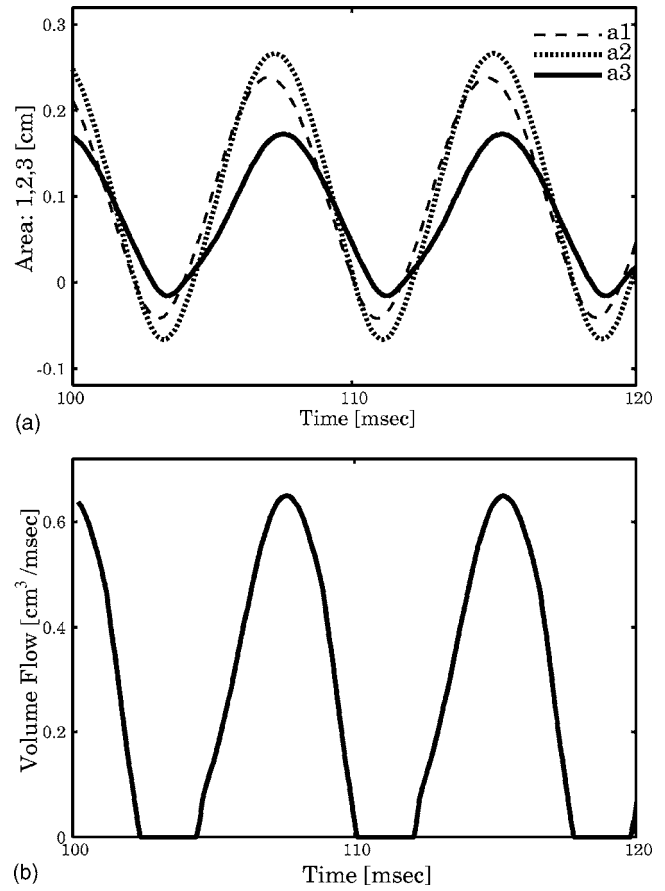 0.3
0.2
0.1
0
-0.1
Area: 1,2,3 [cm]
a1
a2
a3
100
110
120
Time [msec]
(a)
0.6
0.4
0.2
0
Volume Flow [cm³/msec]
100
110
120
Time [msec]
(b)